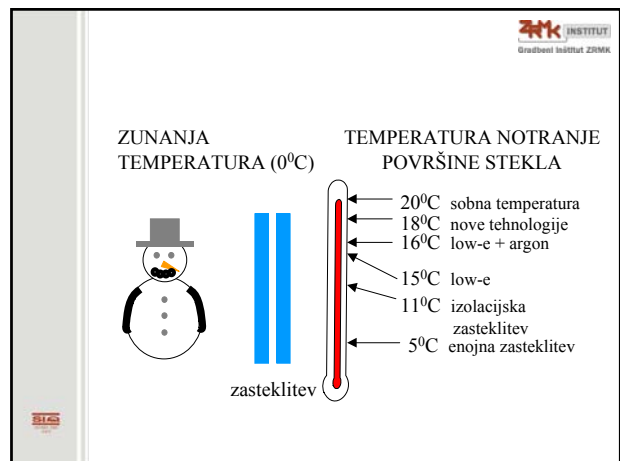 ZRMK INSTITUT
Gradbeni Inštitut ZRMK
ZUNANJA
TEMPERATURA (0⁰C)
TEMPERATURA NOTRANJE
POVRŠINE STEKLA
20⁰C sobna temperatura
18⁰C nove tehnologije
16⁰C low-e + argon
15⁰C low-e
11⁰C izolacijska
zasteklitev
5⁰C enojna zasteklitev
zasteklitev